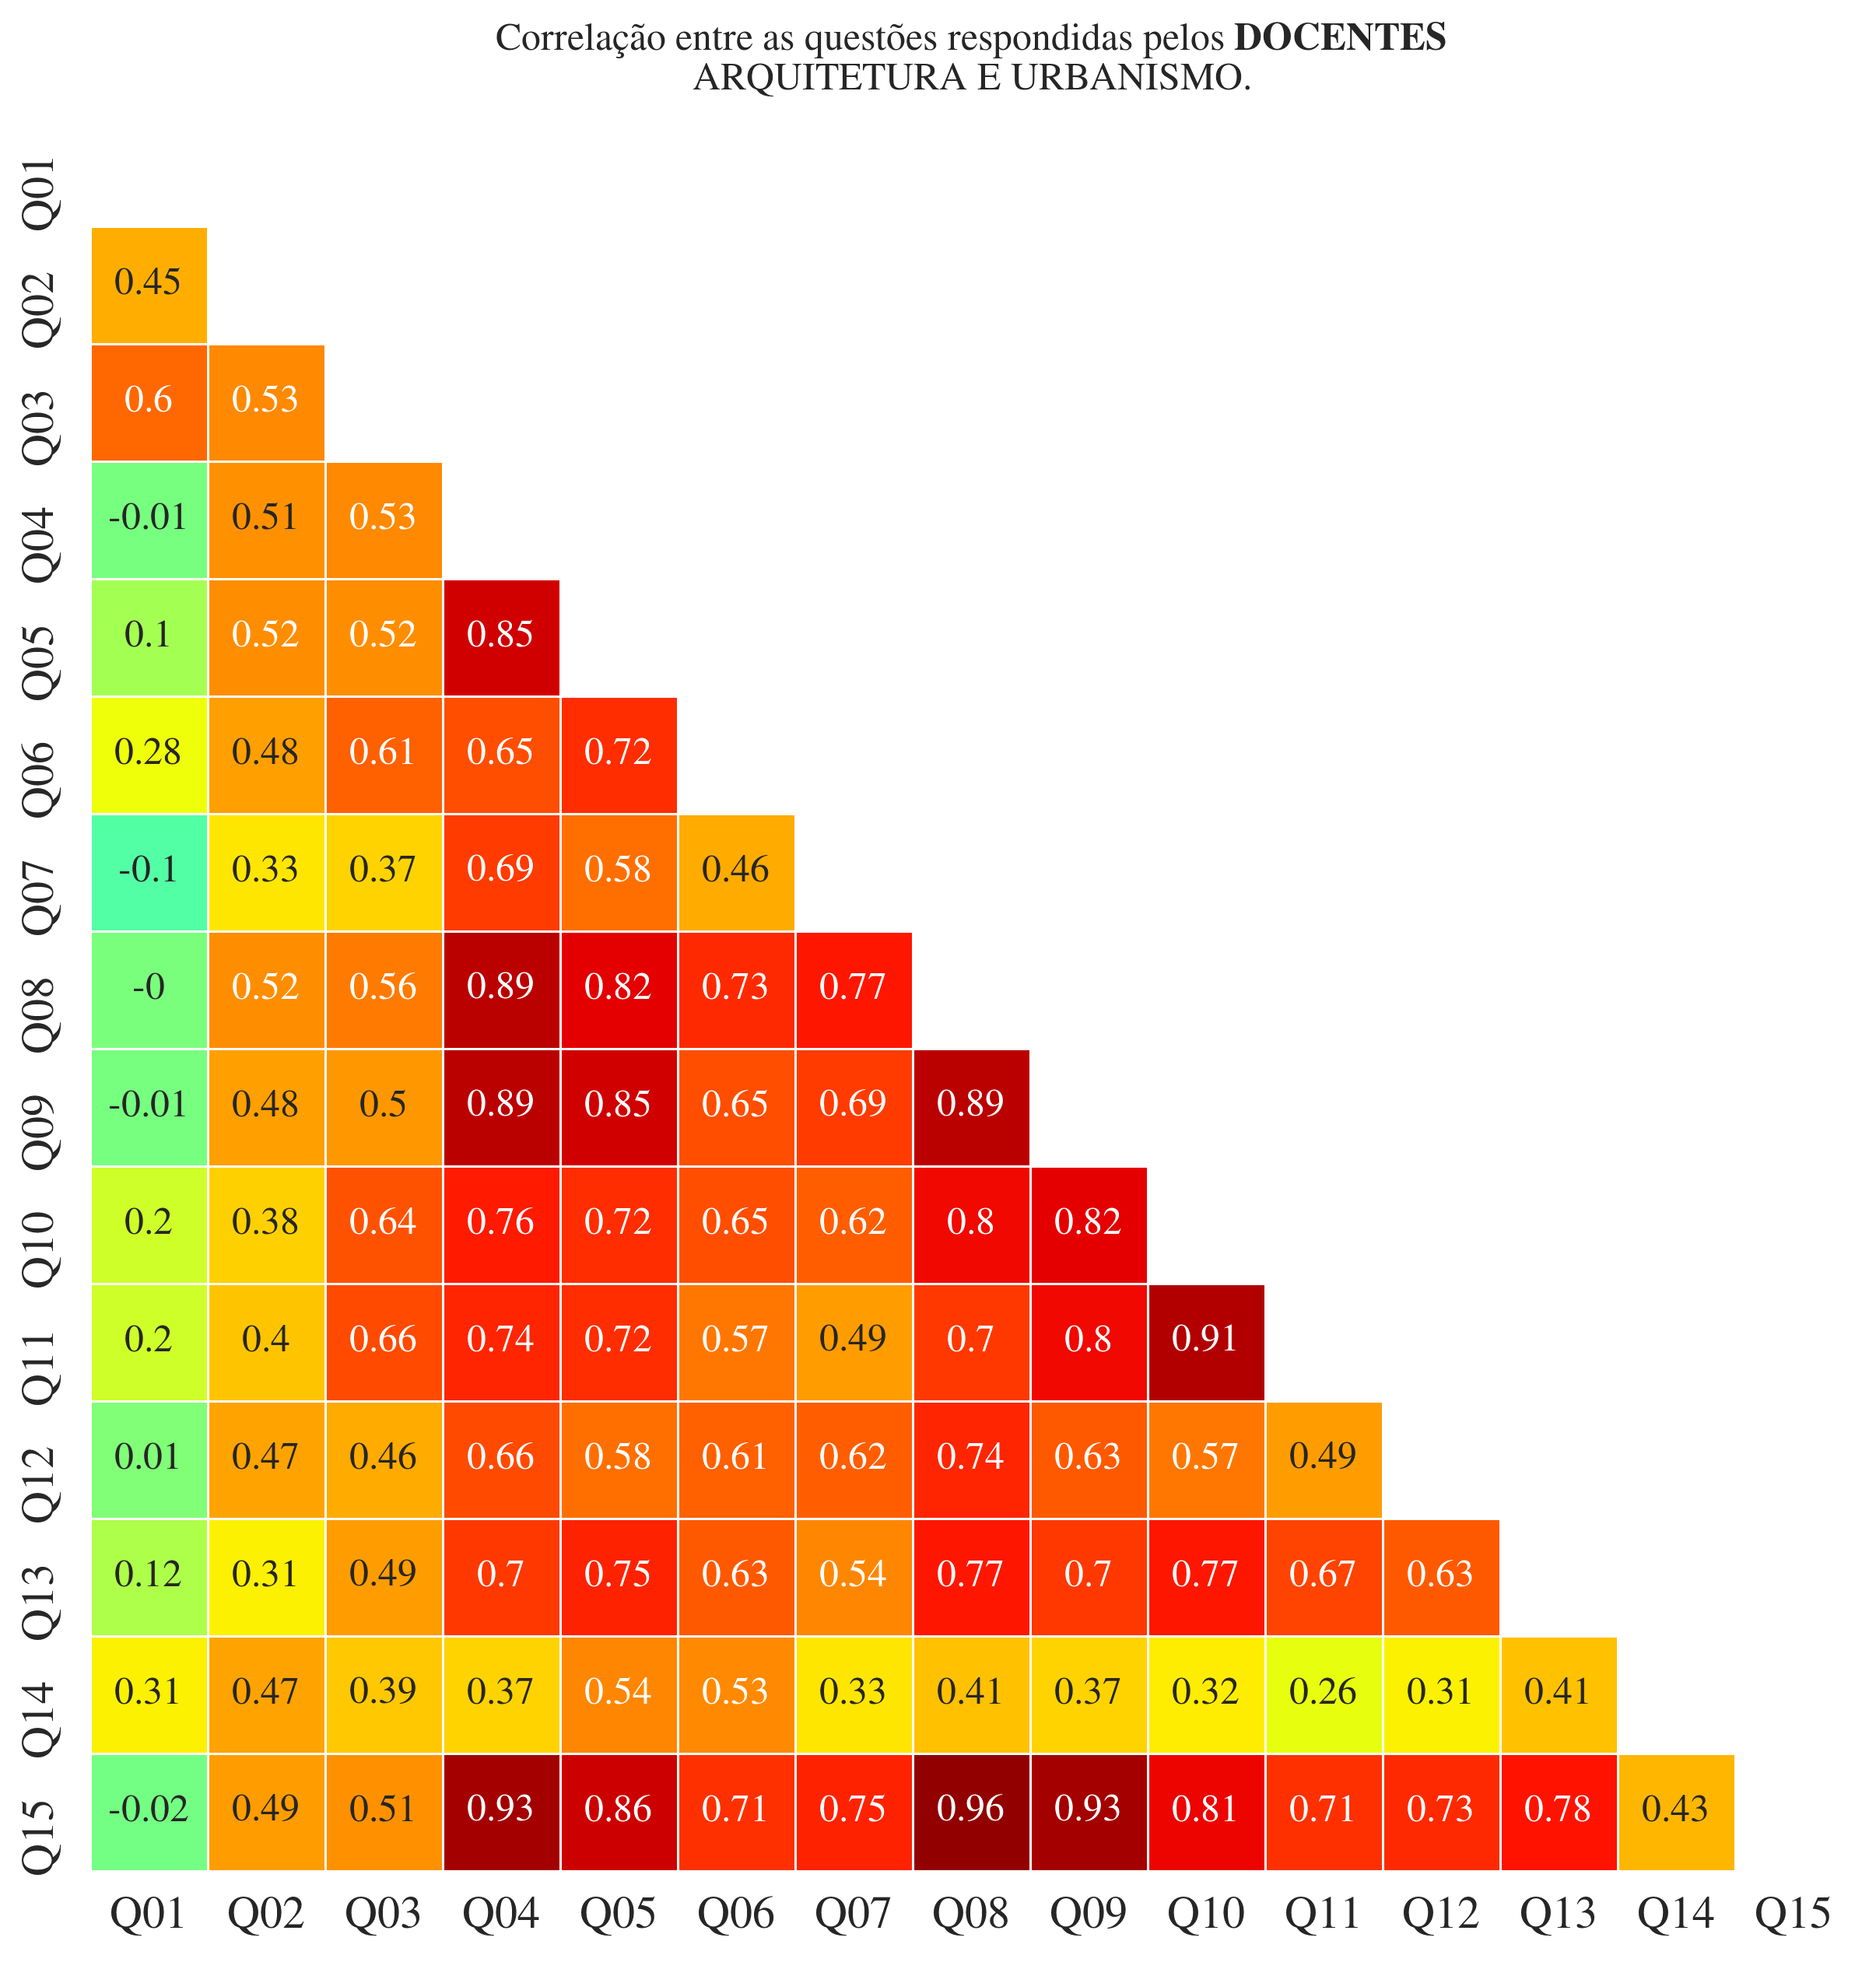 Correlação entre as questões respondidas pelos DOCENTES
ARQUITETURA E URBANISMO.
Q01
Q02 0.45
Q03 0.6 0.53
Q04 -0.01 0.51 0.53
Q05 0.1 0.52 0.52 0.85
Q06 0.28 0.48 0.61 0.65 0.72
Q07 -0.1 0.33 0.37 0.69 0.58 0.46
Q08 -0 0.52 0.56 0.89 0.82 0.73 0.77
Q09 -0.01 0.48 0.5 0.89 0.85 0.65 0.69 0.89
Q10 0.2 0.38 0.64 0.76 0.72 0.65 0.62 0.8 0.82
Q11 0.2 0.4 0.66 0.74 0.72 0.57 0.49 0.7 0.8 0.91
Q12 0.01 0.47 0.46 0.66 0.58 0.61 0.62 0.74 0.63 0.57 0.49
Q13 0.12 0.31 0.49 0.7 0.75 0.63 0.54 0.77 0.7 0.77 0.67 0.63
Q14 0.31 0.47 0.39 0.37 0.54 0.53 0.33 0.41 0.37 0.32 0.26 0.31 0.41
Q15 -0.02 0.49 0.51 0.93 0.86 0.71 0.75 0.96 0.93 0.81 0.71 0.73 0.78 0.43
Q01 Q02 Q03 Q04 Q05 Q06 Q07 Q08 Q09 Q10 Q11 Q12 Q13 Q14 Q15